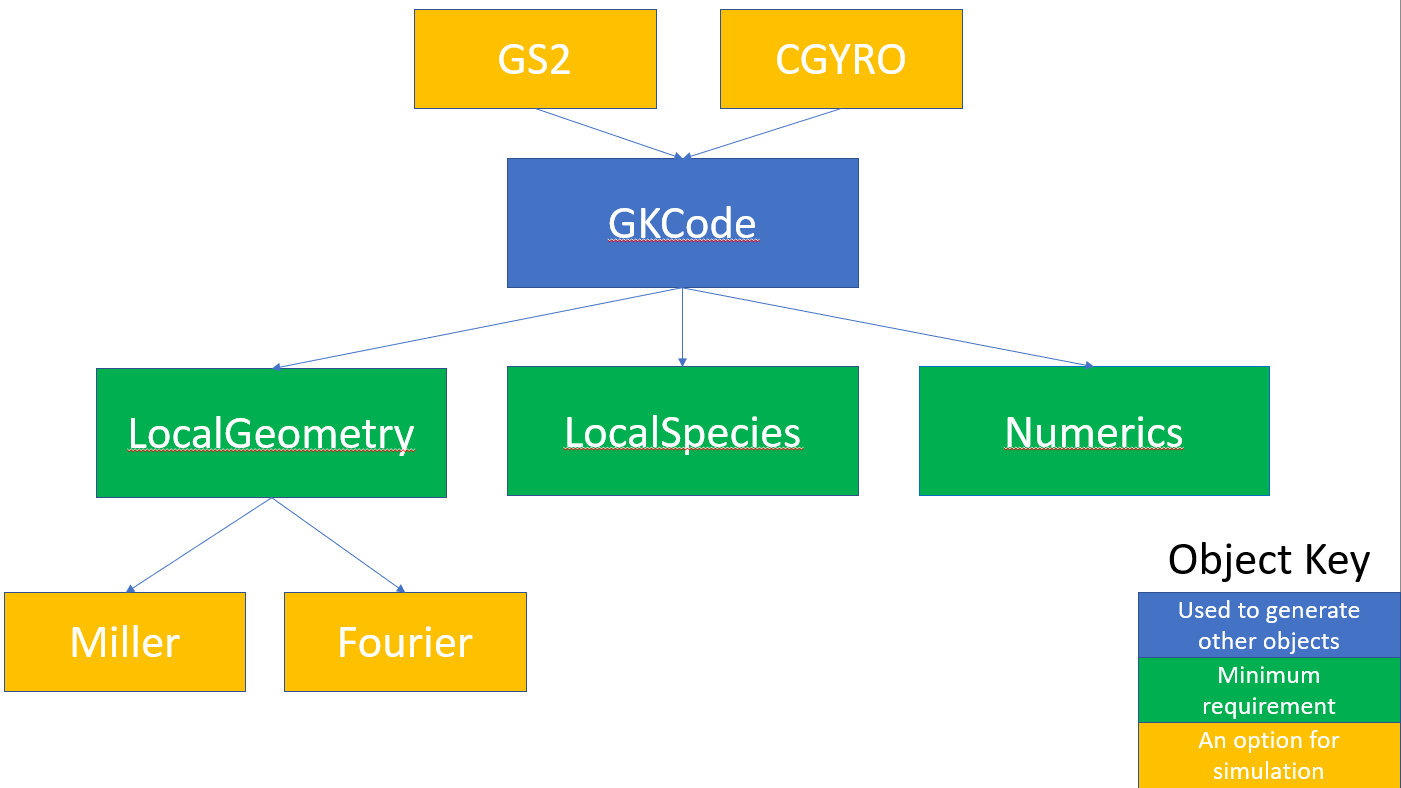 GS2
CGYRO
GKCode
LocalGeometry
LocalSpecies
Numerics
Miller
Fourier
Object Key
Used to generate
other objects
Minimum
requirement
An option for
simulation